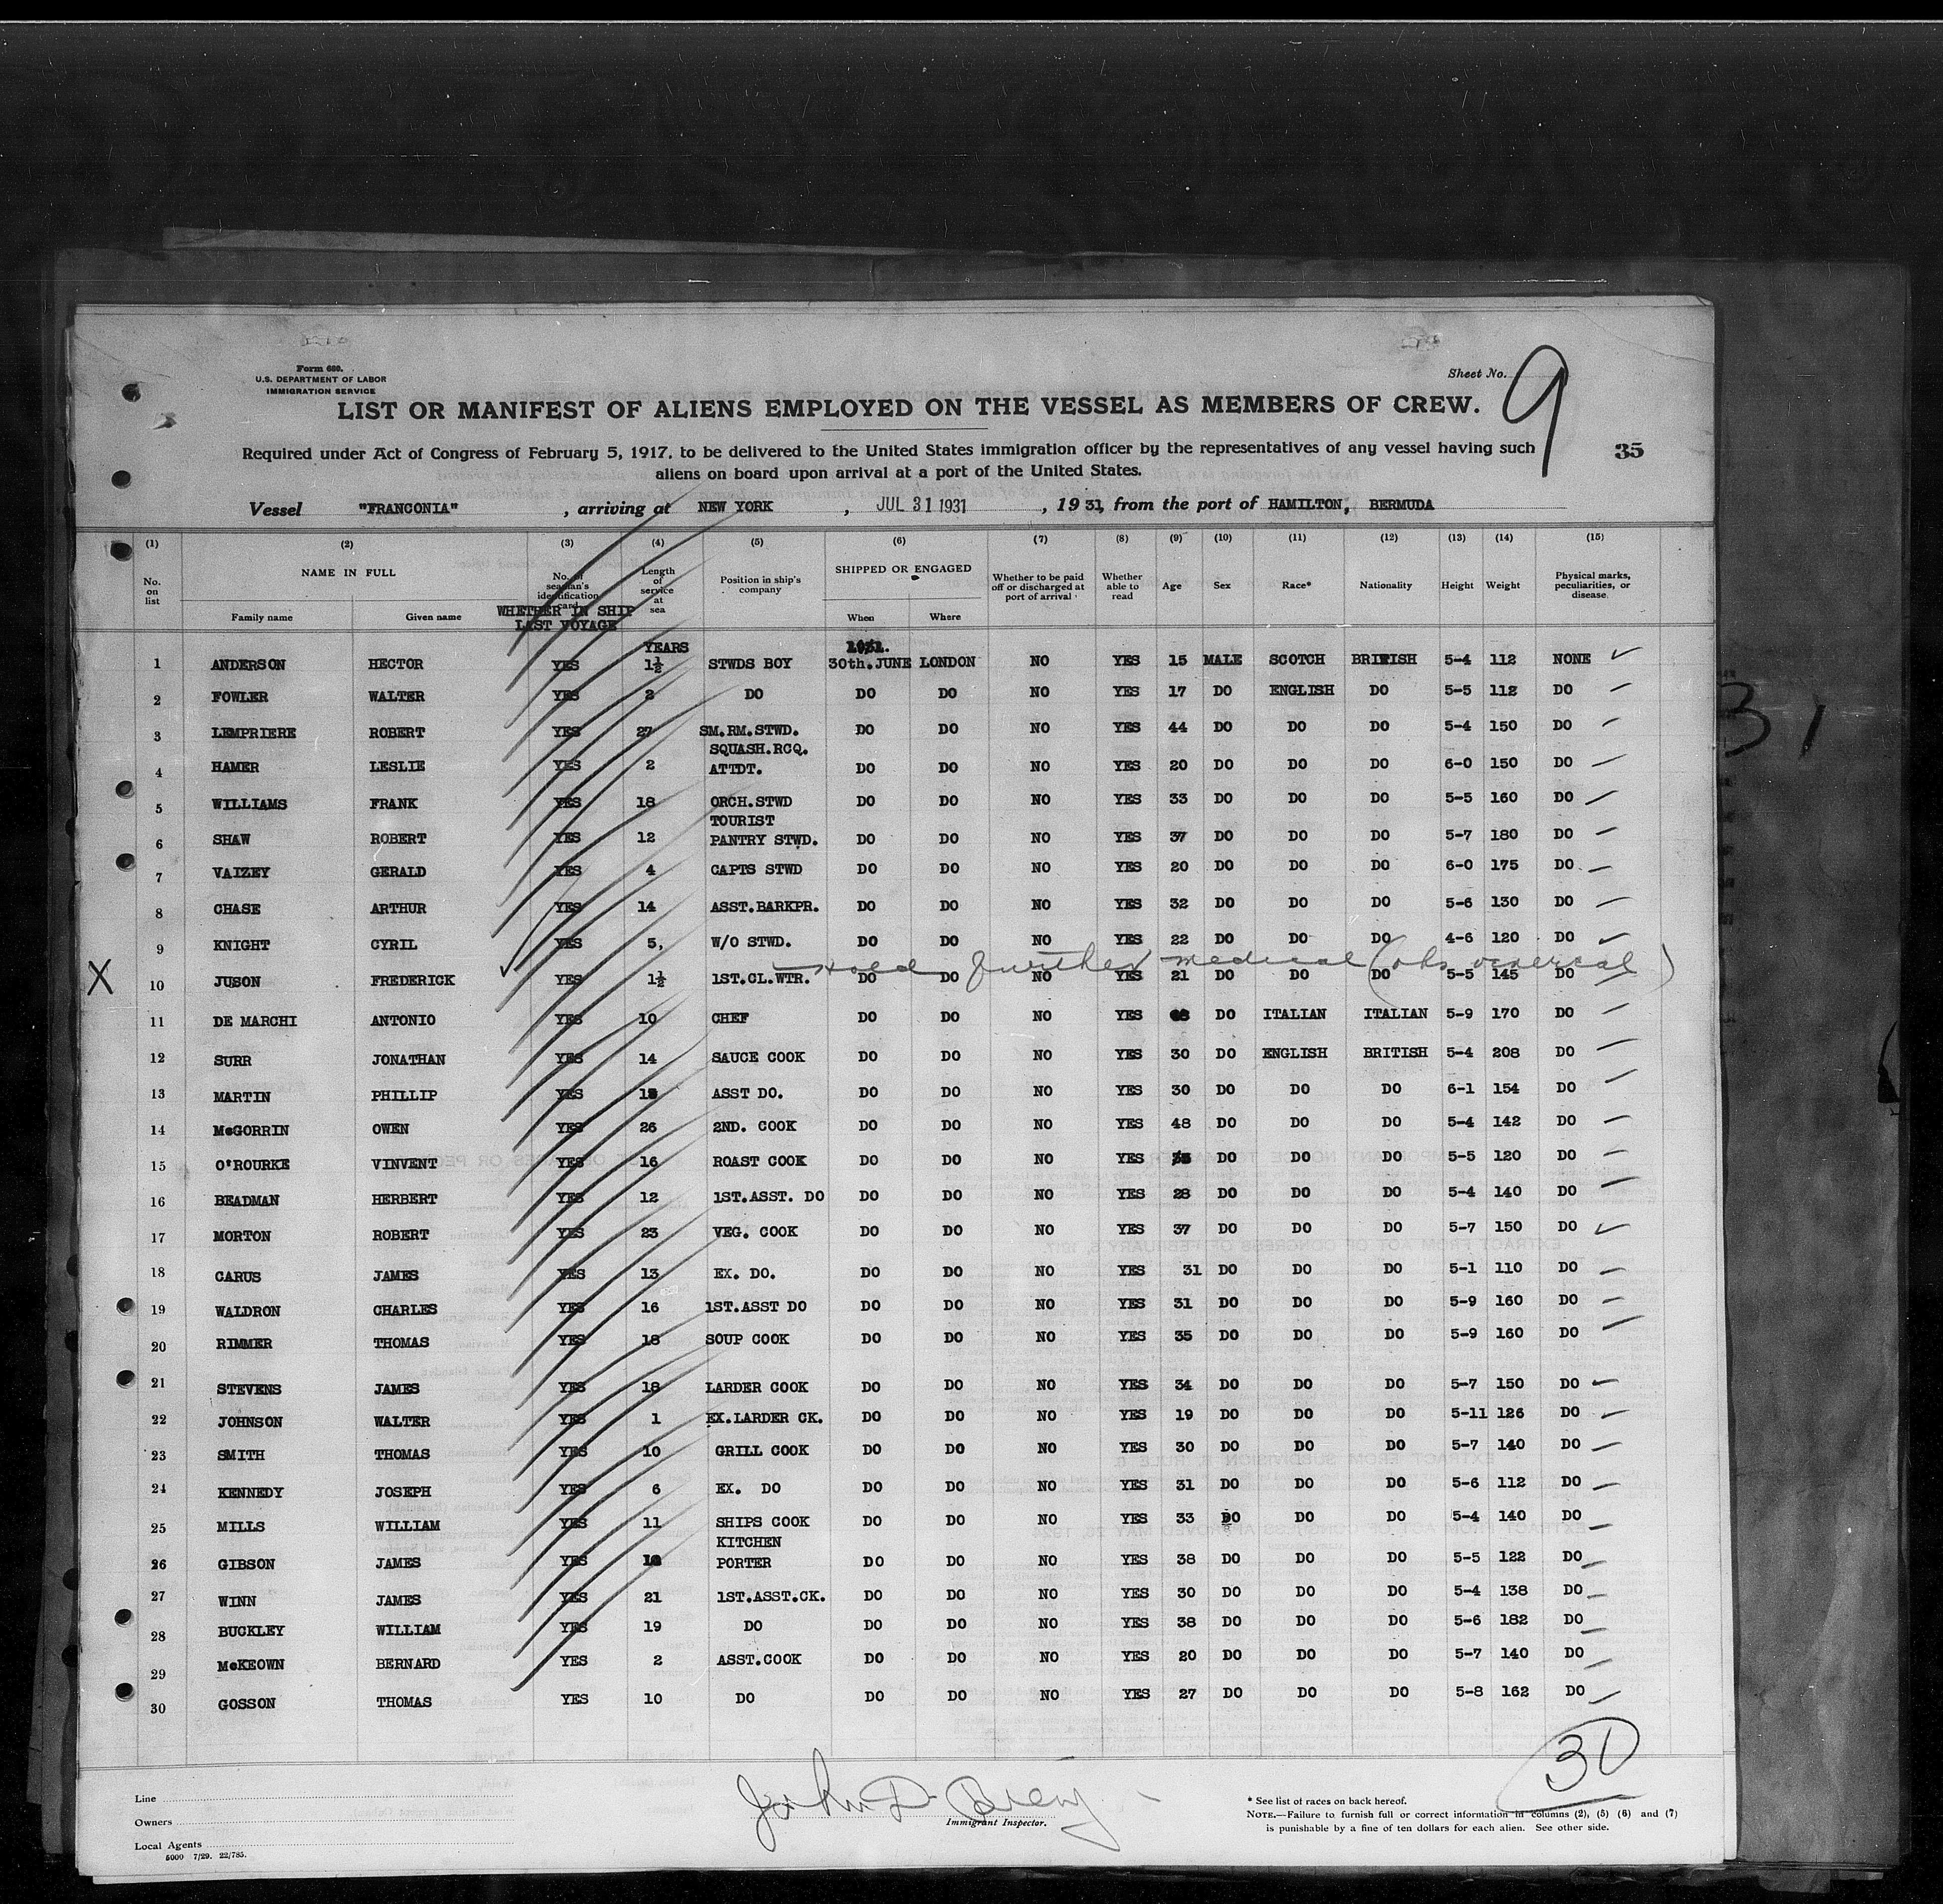 Form 680.
U.S. DEPARTMENT OF LABOR
IMMIGRATION SERVICE
Sheet No. 9
LIST OR MANIFEST OF ALIENS EMPLOYED ON THE VESSEL AS MEMBERS OF CREW.
Required under Act of Congress of February 5, 1917, to be delivered to the United States immigration officer by the representatives of any vessel having such
35
aliens on board upon arrival at a port of the United States.
Vessel "FRANCONIA", arriving at NEW YORK, JUL 31 1931, 1931, from the port of HAMILTON, BERMUDA
(1) (2) (3) (4) (5) (6) (7) (8) (9) (10) (11) (12) (13) (14) (15)
No. on list NAME IN FULL Family name Given name No. of seaman's identification card WHETHER IN SHIP LAST VOYAGE Length of service at sea Position in ship's company SHIPPED OR ENGAGED When Where Whether to be paid off or discharged at port of arrival Whether able to read Age Sex Race* Nationality Height Weight Physical marks, peculiarities, or disease
YEARS 1931.
1 ANDERSON HECTOR YES 1½ STWDS BOY 30th.JUNE LONDON NO YES 15 MALE SCOTCH BRITISH 5-4 112 NONE
2 FOWLER WALTER YES 2 DO DO DO NO YES 17 DO ENGLISH DO 5-5 112 DO
3 LEMPRIERE ROBERT YES 27 SM.RM.STWD. DO DO NO YES 44 DO DO DO 5-4 150 DO
4 HAMER LESLIE YES 2 SQUASH.RCQ. ATTDT. DO DO NO YES 20 DO DO DO 6-0 150 DO
5 WILLIAMS FRANK YES 18 ORCH.STWD DO DO NO YES 33 DO DO DO 5-5 160 DO
6 SHAW ROBERT YES 12 TOURIST PANTRY STWD. DO DO NO YES 37 DO DO DO 5-7 180 DO
7 VAIZEY GERALD YES 4 CAPTS STWD DO DO NO YES 20 DO DO DO 6-0 175 DO
8 CHASE ARTHUR YES 14 ASST.BARKPR. DO DO NO YES 32 DO DO DO 5-6 130 DO
9 KNIGHT CYRIL YES 5, W/O STWD. DO DO NO YES 22 DO DO DO 4-6 120 DO
Hold further medical (obs venereal)
X 10 JUSON FREDERICK YES 1½ 1ST.CL.WTR. DO DO NO YES 21 DO DO DO 5-5 145 DO
11 DE MARCHI ANTONIO YES 10 CHEF DO DO NO YES DO ITALIAN ITALIAN 5-9 170 DO
12 SURR JONATHAN YES 14 SAUCE COOK DO DO NO YES 30 DO ENGLISH BRITISH 5-4 208 DO
13 MARTIN PHILLIP YES ASST DO. DO DO NO YES 30 DO DO DO 6-1 154 DO
14 McGORRIN OWEN YES 26 2ND. COOK DO DO NO YES 48 DO DO DO 5-4 142 DO
15 O'ROURKE VINVENT YES 16 ROAST COOK DO DO NO YES DO DO DO 5-5 120 DO
16 BEADMAN HERBERT YES 12 1ST.ASST. DO DO DO NO YES 28 DO DO DO 5-4 140 DO
17 MORTON ROBERT YES 23 VEG. COOK DO DO NO YES 37 DO DO DO 5-7 150 DO
18 CARUS JAMES YES 13 EX. DO. DO DO NO YES 31 DO DO DO 5-1 110 DO
19 WALDRON CHARLES YES 16 1ST.ASST DO DO DO NO YES 31 DO DO DO 5-9 160 DO
20 RIMMER THOMAS YES 18 SOUP COOK DO DO NO YES 35 DO DO DO 5-9 160 DO
21 STEVENS JAMES YES 18 LARDER COOK DO DO NO YES 34 DO DO DO 5-7 150 DO
22 JOHNSON WALTER YES 1 EX.LARDER CK. DO DO NO YES 19 DO DO DO 5-11 126 DO
23 SMITH THOMAS YES 10 GRILL COOK DO DO NO YES 30 DO DO DO 5-7 140 DO
24 KENNEDY JOSEPH YES 6 EX. DO DO DO NO YES 31 DO DO DO 5-6 112 DO
25 MILLS WILLIAM YES 11 SHIPS COOK DO DO NO YES 33 DO DO DO 5-4 140 DO
26 GIBSON JAMES YES KITCHEN PORTER DO DO NO YES 38 DO DO DO 5-5 122 DO
27 WINN JAMES YES 21 1ST.ASST.CK. DO DO NO YES 30 DO DO DO 5-4 138 DO
28 BUCKLEY WILLIAM YES 19 DO DO DO NO YES 38 DO DO DO 5-6 182 DO
29 McKEOWN BERNARD YES 2 ASST.COOK DO DO NO YES 20 DO DO DO 5-7 140 DO
30 GOSSON THOMAS YES 10 DO DO DO NO YES 27 DO DO DO 5-8 162 DO
30
31
Line
Owners
Local Agents
5000 7/29. 22/785.
John D.
Immigrant Inspector.
* See list of races on back hereof.
NOTE.—Failure to furnish full or correct information in columns (2), (5) (6) and (7)
is punishable by a fine of ten dollars for each alien. See other side.